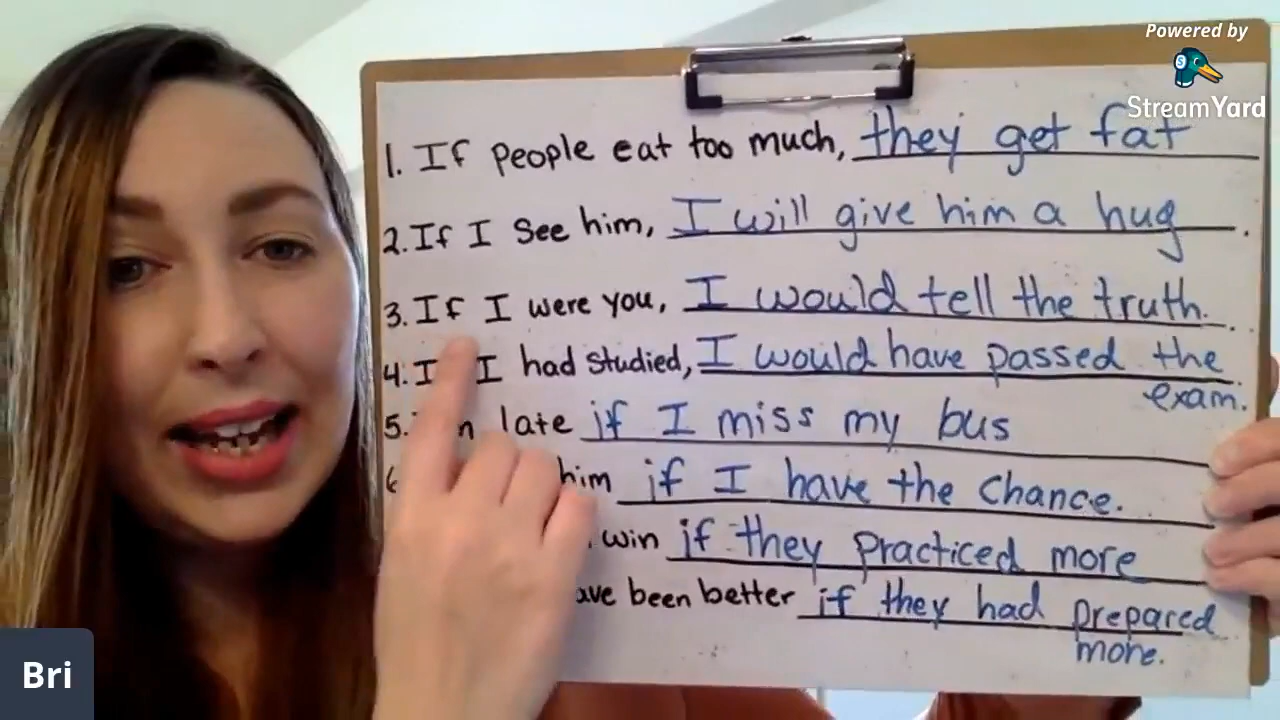 Powered by
StreamYard
1. If people eat too much, they get fat
2. If I see him, I will give him a hug.
3. If I were you, I would tell the truth.
4. I I had studied, I would have passed the
exam.
5. late if I miss my bus
6 him if I have the chance.
win if they practiced more
been better if they had prepared
more.
Bri